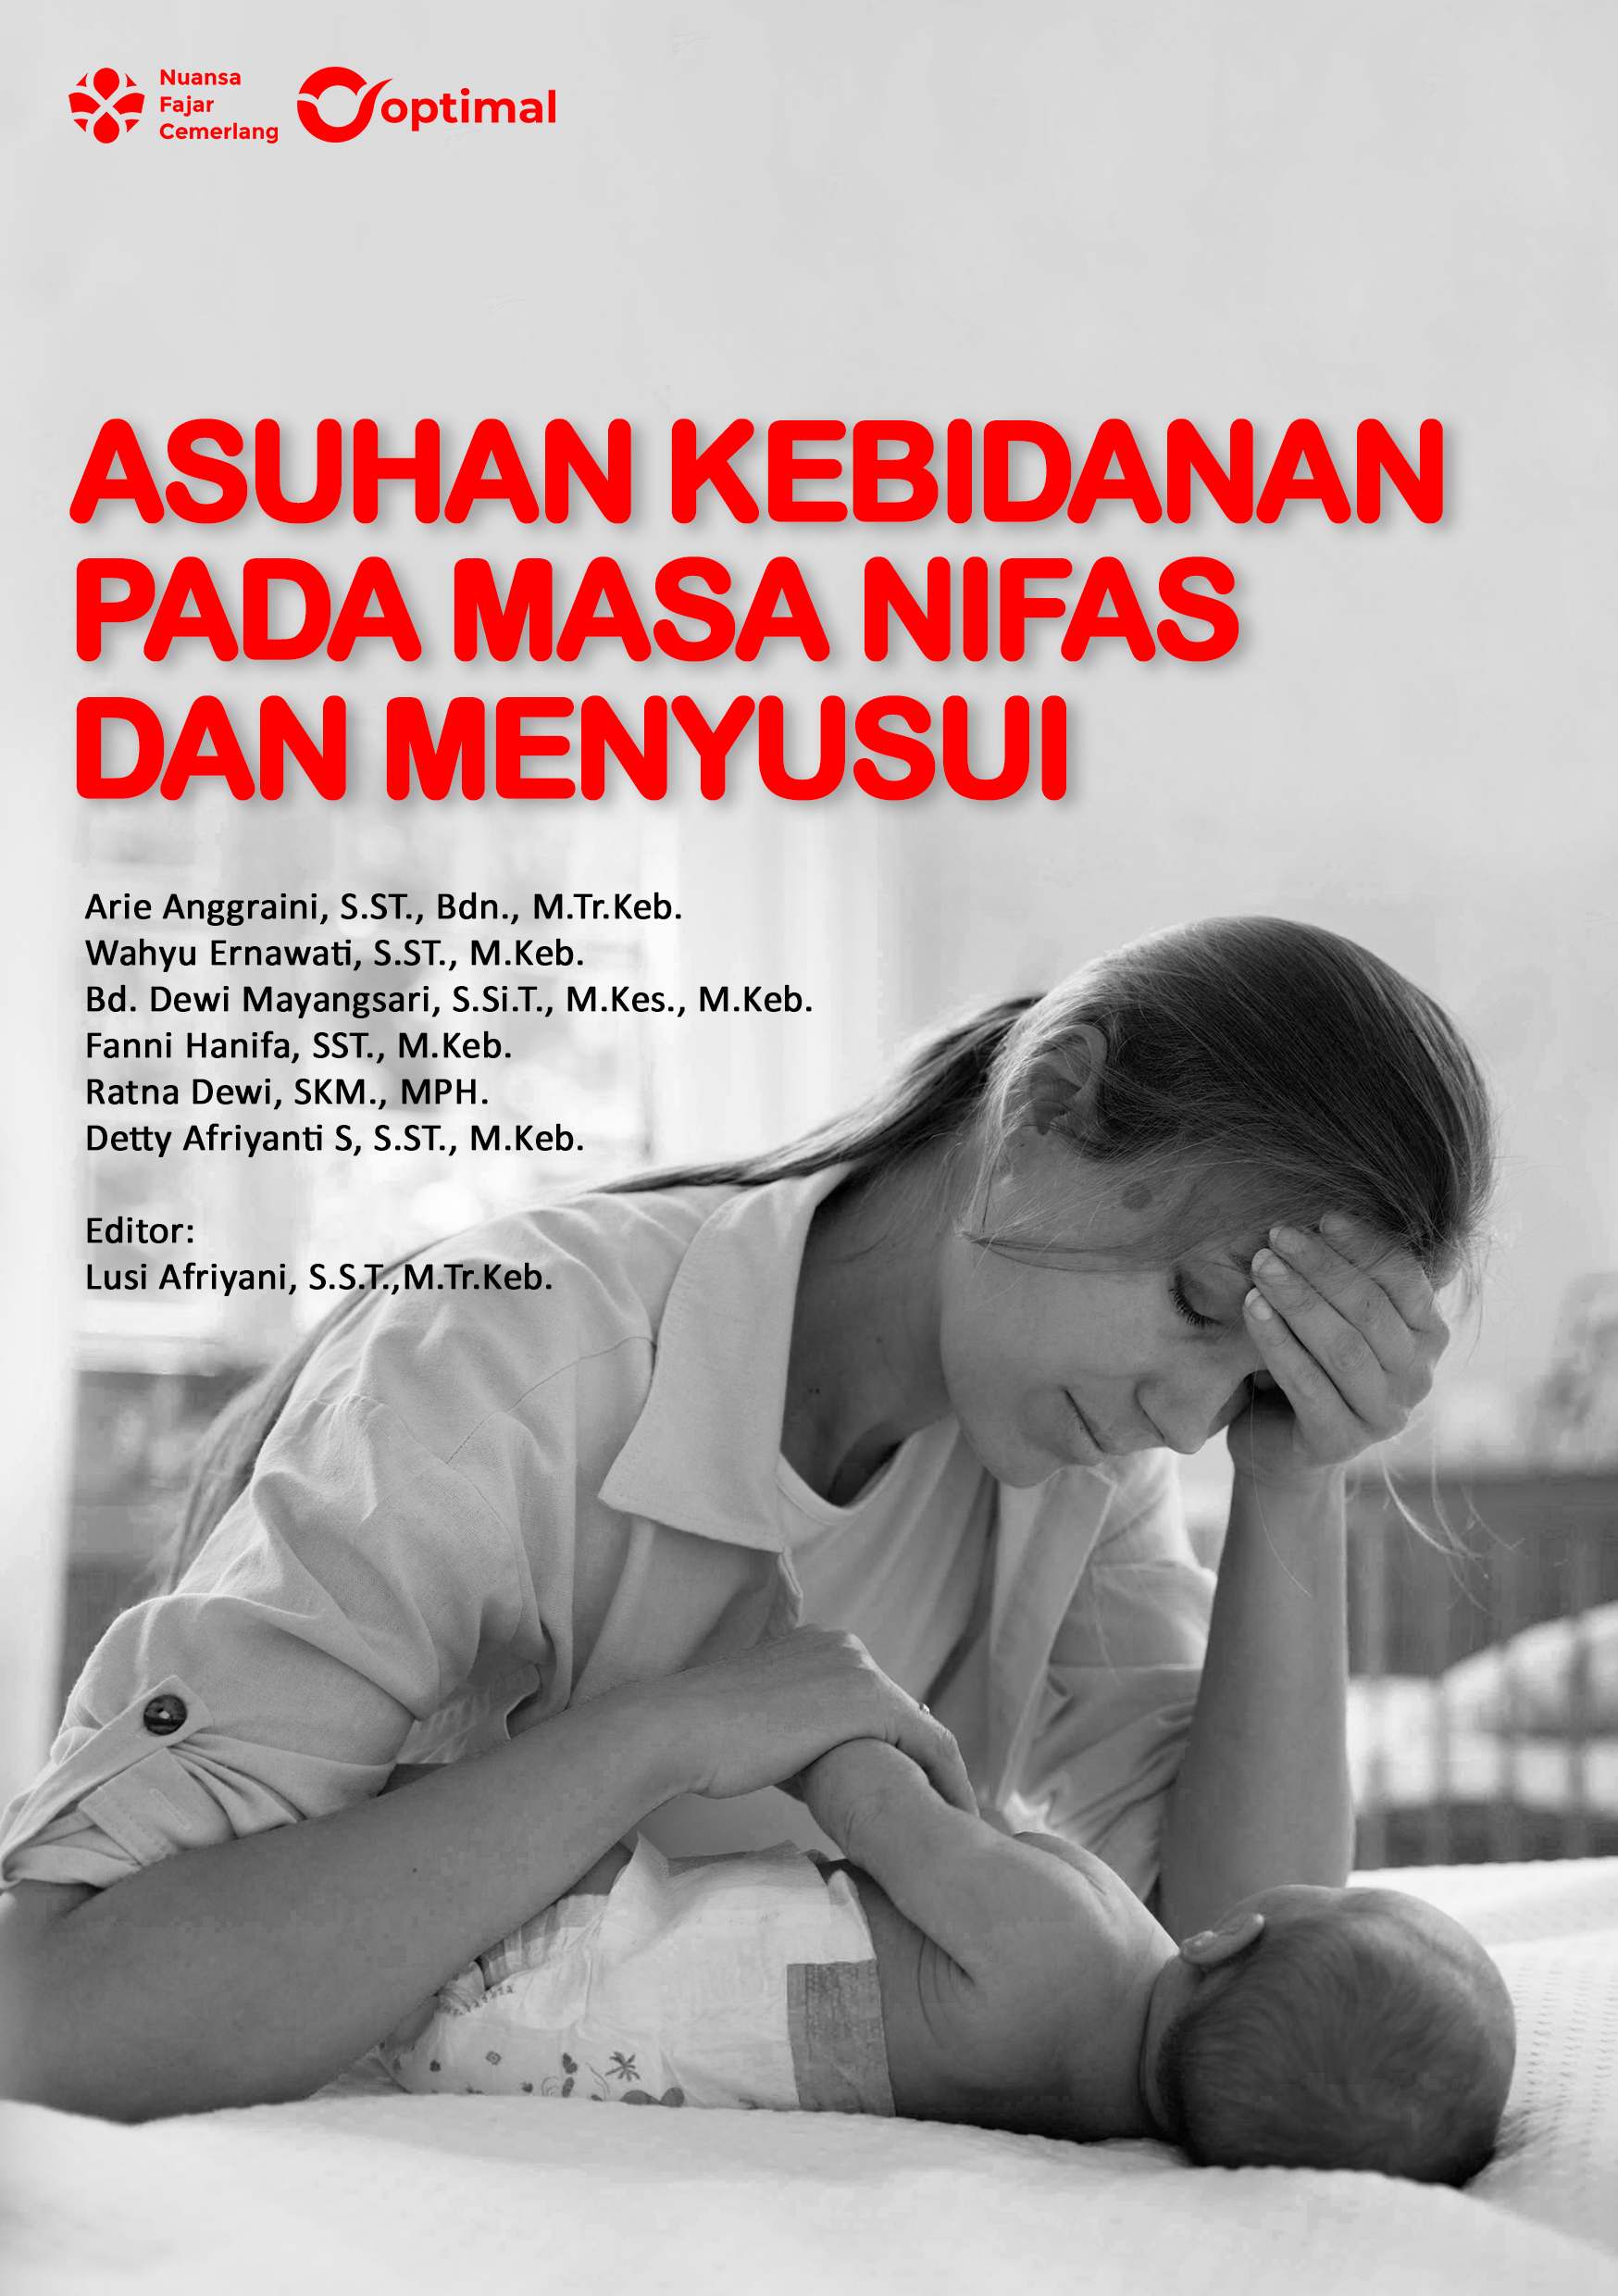 Nuansa
Fajar
Cemerlang
optimal
ASUHAN KEBIDANAN
PADA MASA NIFAS
DAN MENYUSUI
Arie Anggraini, S.ST., Bdn., M.Tr.Keb.
Wahyu Ernawati, S.ST., M.Keb.
Bd. Dewi Mayangsari, S.Si.T., M.Kes., M.Keb.
Fanni Hanifa, SST., M.Keb.
Ratna Dewi, SKM., MPH.
Detty Afriyanti S, S.ST., M.Keb.
Editor:
Lusi Afriyani, S.S.T.,M.Tr.Keb.